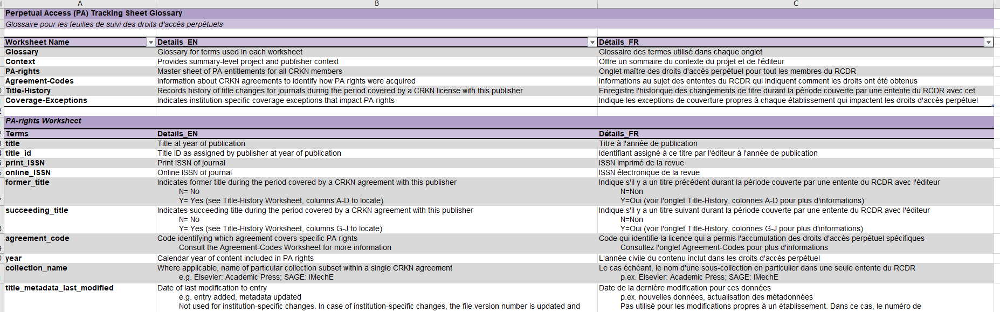 A B C
Perpetual Access (PA) Tracking Sheet Glossary
Glossaire pour les feuilles de suivi des droits d'accès perpétuels
Worksheet Name Details_EN Détails_FR
Glossary Glossary for terms used in each worksheet Glossaire des termes utilisé dans chaque onglet
Context Provides summary-level project and publisher context Offre un sommaire du contexte du projet et de l'éditeur
PA-rights Master sheet of PA entitlements for all CRKN members Onglet maître des droits d'accès perpétuel pour tout les membres du RCDR
Agreement-Codes Information about CRKN agreements to identify how PA rights were acquired Informations au sujet des ententes du RCDR qui indiquent comment les droits ont été obtenus
Title-History Records history of title changes for journals during the period covered by a CRKN license with this publisher Enregistre l'historique des changements de titre durant la période couverte par une entente du RCDR avec cet
Coverage-Exceptions Indicates institution-specific coverage exceptions that impact PA rights Indique les exceptions de couverture propres à chaque établissement qui impactent les droits d'accès perpétuel
PA-rights Worksheet
Terms Details_EN Détails_FR
title Title at year of publication Titre à l'année de publication
title_id Title ID as assigned by publisher at year of publication Identifiant assigné à ce titre par l'éditeur à l'année de publication
print_ISSN Print ISSN of journal ISSN imprimé de la revue
online_ISSN Online ISSN of journal ISSN électronique de la revue
former_title Indicates former title during the period covered by a CRKN agreement with this publisher Indique s'il y a un titre précédent durant la période couverte par une entente du RCDR avec l'éditeur
N= No N=Non
Y= Yes (see Title-History Worksheet, columns A-D to locate) Y=Oui (voir l'onglet Title-History, colonnes A-D pour plus d'informations)
succeeding_title Indicates succeeding title during the period covered by a CRKN agreement with this publisher Indique s'il y a un titre suivant durant la période couverte par une entente du RCDR avec l'éditeur
N= No N=Non
Y= Yes (see Title-History Worksheet, columns G-J to locate) Y=Oui (voir l'onglet Title-History, colonnes G-J pour plus d'informations)
agreement_code Code identifying which agreement covers specific PA rights Code qui identifie la licence qui a permis l'accumulation des droits d'accès perpétuel spécifiques
Consult the Agreement-Codes Worksheet for more information Consultez l'onglet Agreement-Codes pour plus d'informations
year Calendar year of content included in PA rights L'année civile du contenu inclut dans les droits d'accès perpétuel
collection_name Where applicable, name of particular collection subset within a single CRKN agreement Le cas échéant, le nom d'une sous-collection en particulier dans une seule entente du RCDR
e.g. Elsevier: Academic Press; SAGE: IMechE p.ex. Elsevier: Academic Press; SAGE: IMechE
title_metadata_last_modified Date of last modification to entry Date de la dernière modification pour ces données
e.g. entry added, metadata updated p.ex. nouvelles données, actualisation des métadonnées
Not used for institution-specific changes. In case of institution-specific changes, the file version number is updated and Pas utilisé pour les modifications propres à un établissement. Dans ce cas, le numéro de